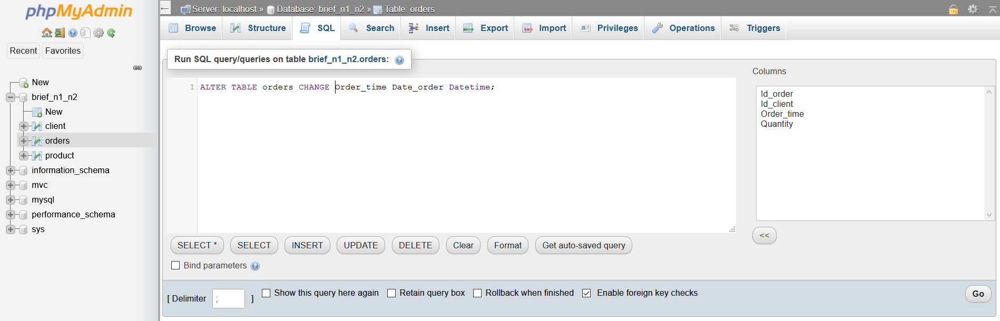 phpMyAdmin
Recent Favorites
New
brief_n1_n2
New
client
orders
product
information_schema
mvc
mysql
performance_schema
sys
← Server: localhost » Database: brief_n1_n2 » Table: orders
Browse Structure SQL Search Insert Export Import Privileges Operations Triggers
Run SQL query/queries on table brief_n1_n2.orders:
1 ALTER TABLE orders CHANGE Order_time Date_order Datetime;
Columns
Id_order
Id_client
Order_time
Quantity
<<
SELECT * SELECT INSERT UPDATE DELETE Clear Format Get auto-saved query
Bind parameters
[ Delimiter ; ] Show this query here again Retain query box Rollback when finished Enable foreign key checks Go